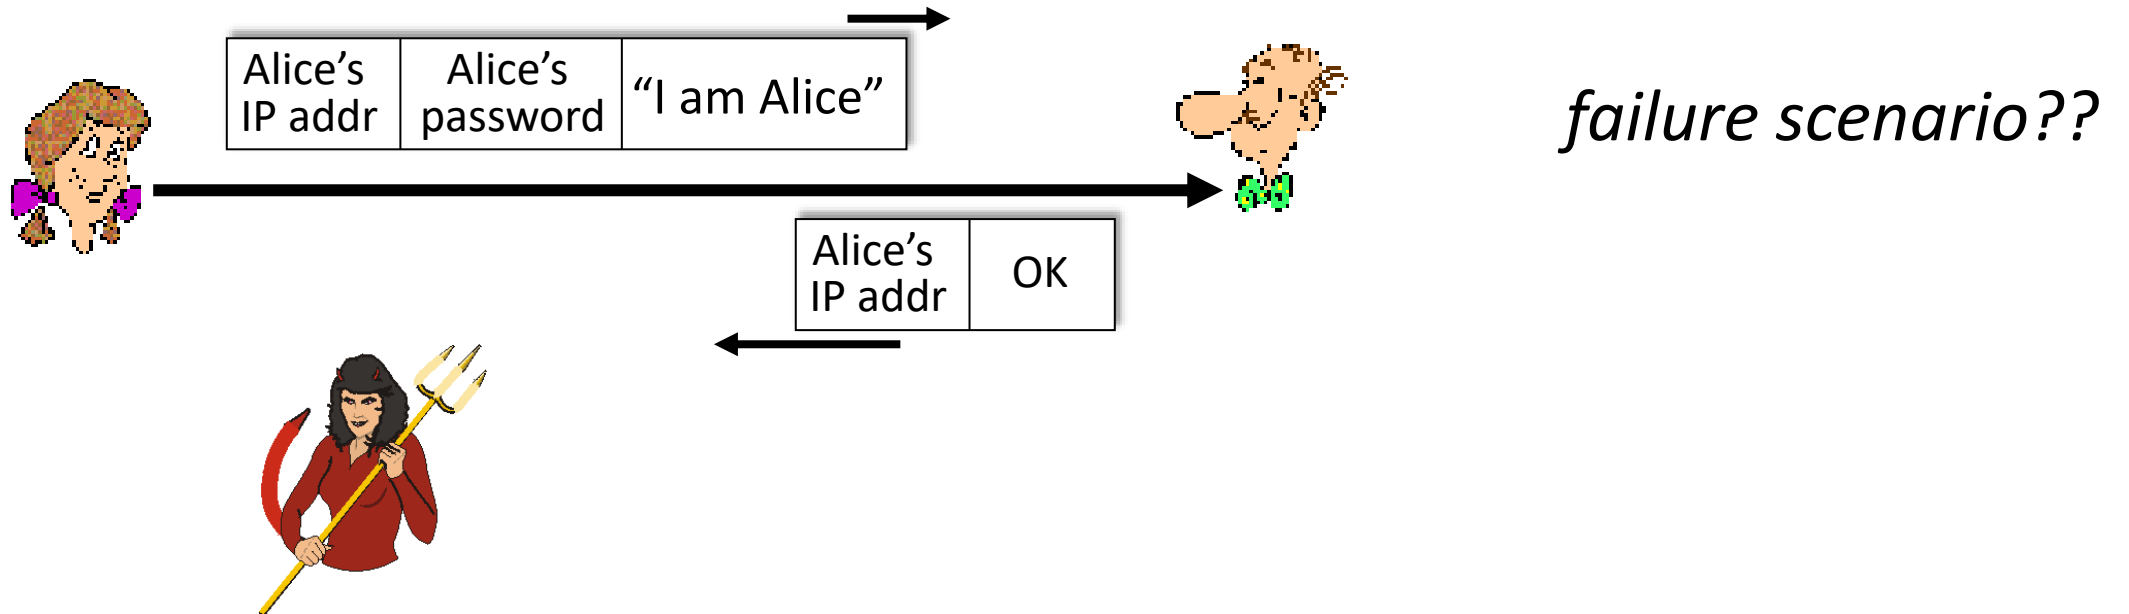 Alice’s
IP addr
Alice’s
password
“I am Alice”
failure scenario??
Alice’s
IP addr
OK